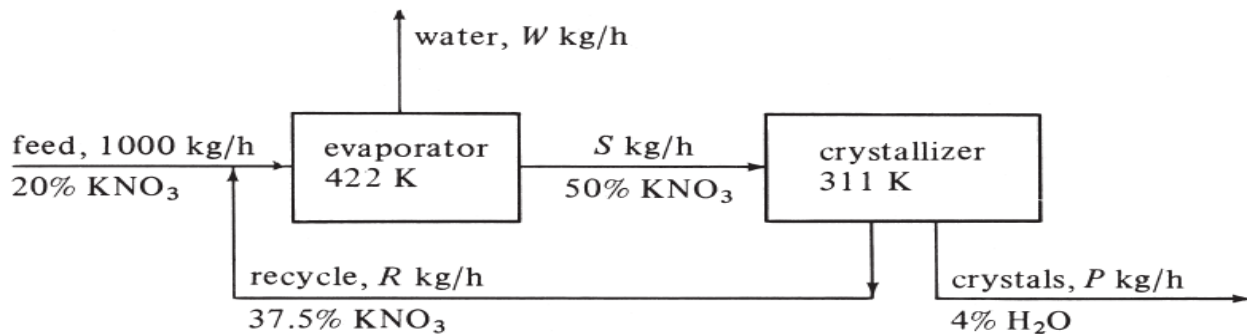 water, W kg/h
feed, 1000 kg/h
20% KNO₃
evaporator
422 K
S kg/h
50% KNO₃
crystallizer
311 K
recycle, R kg/h
37.5% KNO₃
crystals, P kg/h
4% H₂O